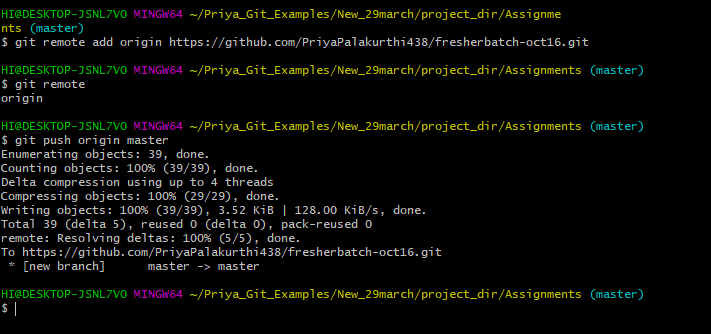 HI@DESKTOP-JSNL7VO MINGW64 ~/Priya_Git_Examples/New_29march/project_dir/Assignme
nts (master)
$ git remote add origin https://github.com/PriyaPalakurthi438/fresherbatch-oct16.git
HI@DESKTOP-JSNL7VO MINGW64 ~/Priya_Git_Examples/New_29march/project_dir/Assignments (master)
$ git remote
origin
HI@DESKTOP-JSNL7VO MINGW64 ~/Priya_Git_Examples/New_29march/project_dir/Assignments (master)
$ git push origin master
Enumerating objects: 39, done.
Counting objects: 100% (39/39), done.
Delta compression using up to 4 threads
Compressing objects: 100% (29/29), done.
Writing objects: 100% (39/39), 3.52 KiB | 128.00 KiB/s, done.
Total 39 (delta 5), reused 0 (delta 0), pack-reused 0
remote: Resolving deltas: 100% (5/5), done.
To https://github.com/PriyaPalakurthi438/fresherbatch-oct16.git
 * [new branch]      master -> master
HI@DESKTOP-JSNL7VO MINGW64 ~/Priya_Git_Examples/New_29march/project_dir/Assignments (master)
$